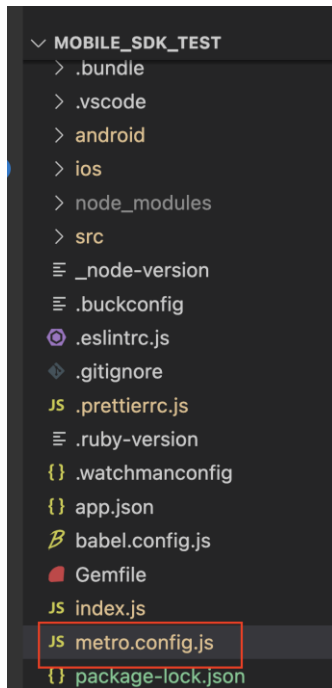 MOBILE_SDK_TEST
.bundle
.vscode
android
ios
node_modules
src
_node-version
.buckconfig
.eslintrc.js
.gitignore
JS .prettierrc.js
.ruby-version
{} .watchmanconfig
{} app.json
babel.config.js
Gemfile
JS index.js
JS metro.config.js
{} package-lock.json